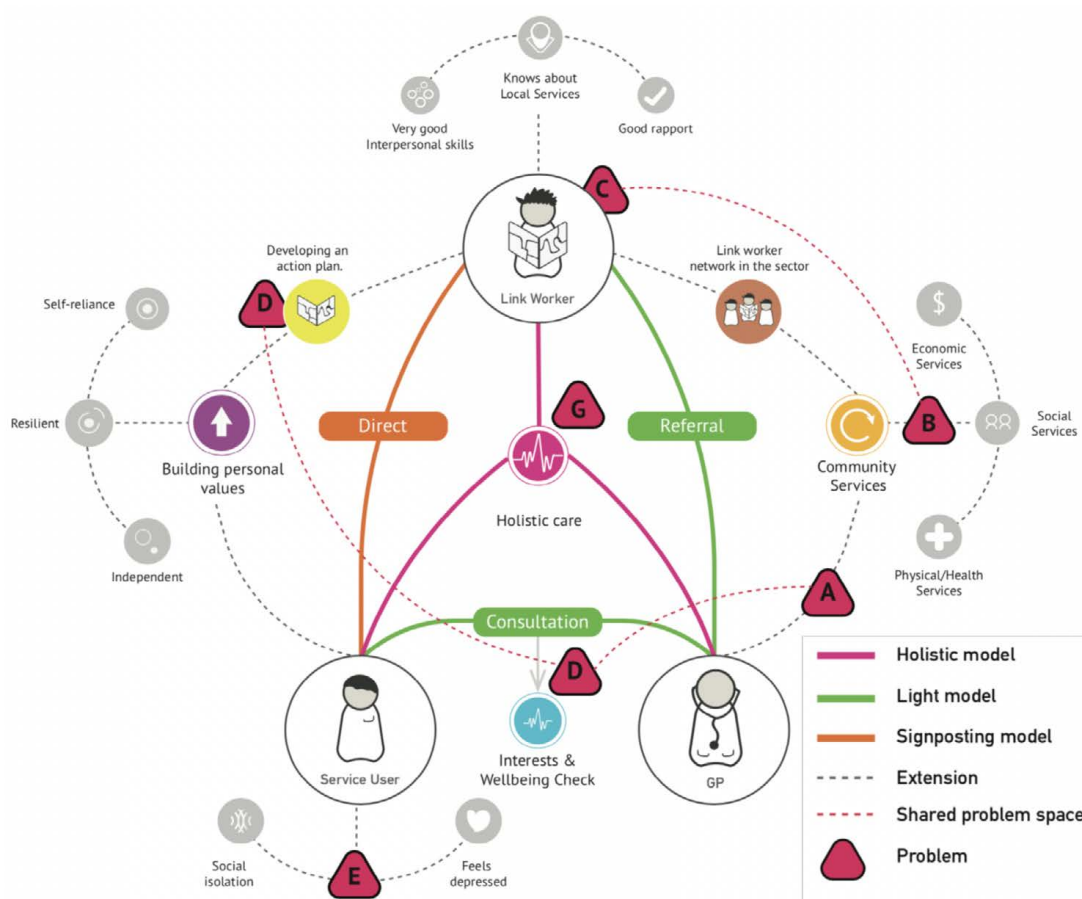 Knows about
Local Services
Very good
Interpersonal skills
Good rapport
C
Developing an
action plan.
Link worker
network in the sector
Link Worker
D
Self-reliance
$
Economic
Services
G
Resilient
Direct
Referral
B
Social
Services
Building personal
values
Community
Services
Holistic care
Independent
Physical/Health
Services
A
Consultation
D
Service User
Interests &
Wellbeing Check
GP
Social
isolation
E
Feels
depressed
Holistic model
Light model
Signposting model
Extension
Shared problem space
Problem